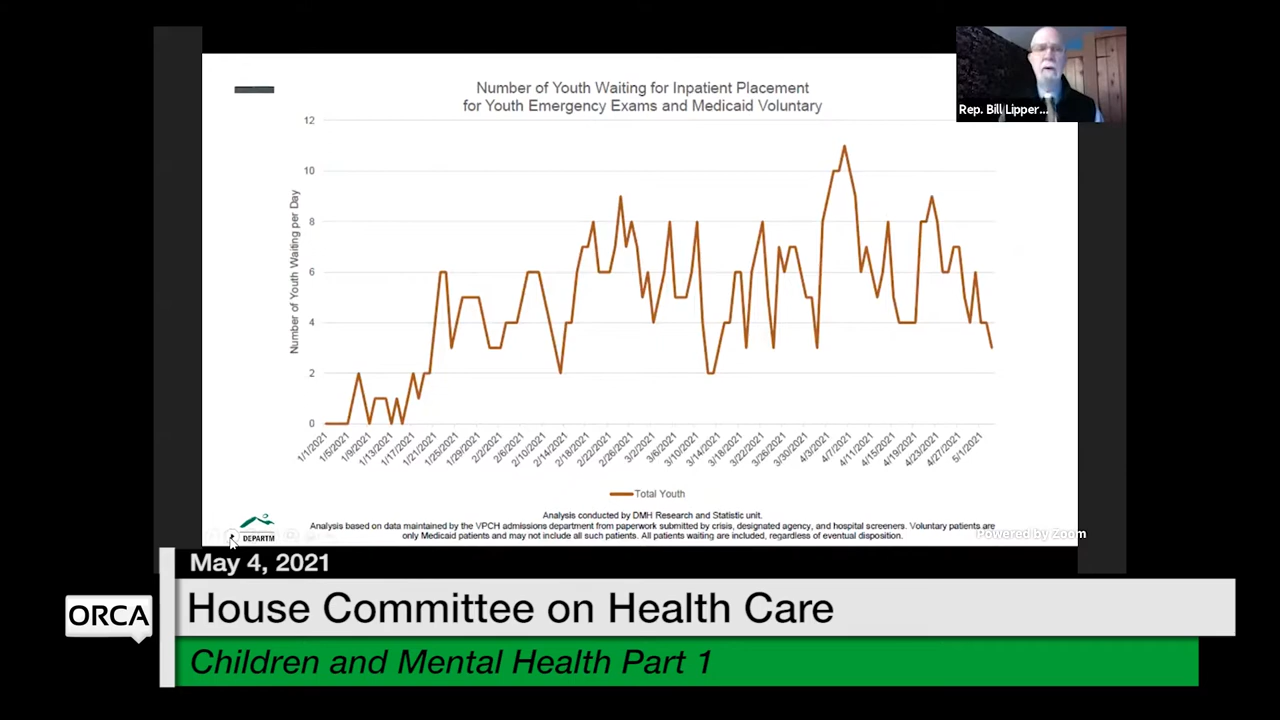 Number of Youth Waiting for Inpatient Placement
for Youth Emergency Exams and Medicaid Voluntary
Rep. Bill Lipper...
Number of Youth Waiting per Day
12
10
8
6
4
2
0
1/1/2021
1/5/2021
1/9/2021
1/13/2021
1/17/2021
1/21/2021
1/25/2021
1/29/2021
2/2/2021
2/6/2021
2/10/2021
2/14/2021
2/18/2021
2/22/2021
2/26/2021
3/2/2021
3/6/2021
3/10/2021
3/14/2021
3/18/2021
3/22/2021
3/26/2021
3/30/2021
4/3/2021
4/7/2021
4/11/2021
4/15/2021
4/19/2021
4/23/2021
4/27/2021
5/1/2021
Total Youth
Analysis conducted by DMH Research and Statistic unit.
Analysis based on data maintained by the VPCH admissions department from paperwork submitted by crisis, designated agency, and hospital screeners. Voluntary patients are
only Medicaid patients and may not include all such patients. All patients waiting are included, regardless of eventual disposition.
DEPARTM
Powered by Zoom
May 4, 2021
ORCA
House Committee on Health Care
Children and Mental Health Part 1